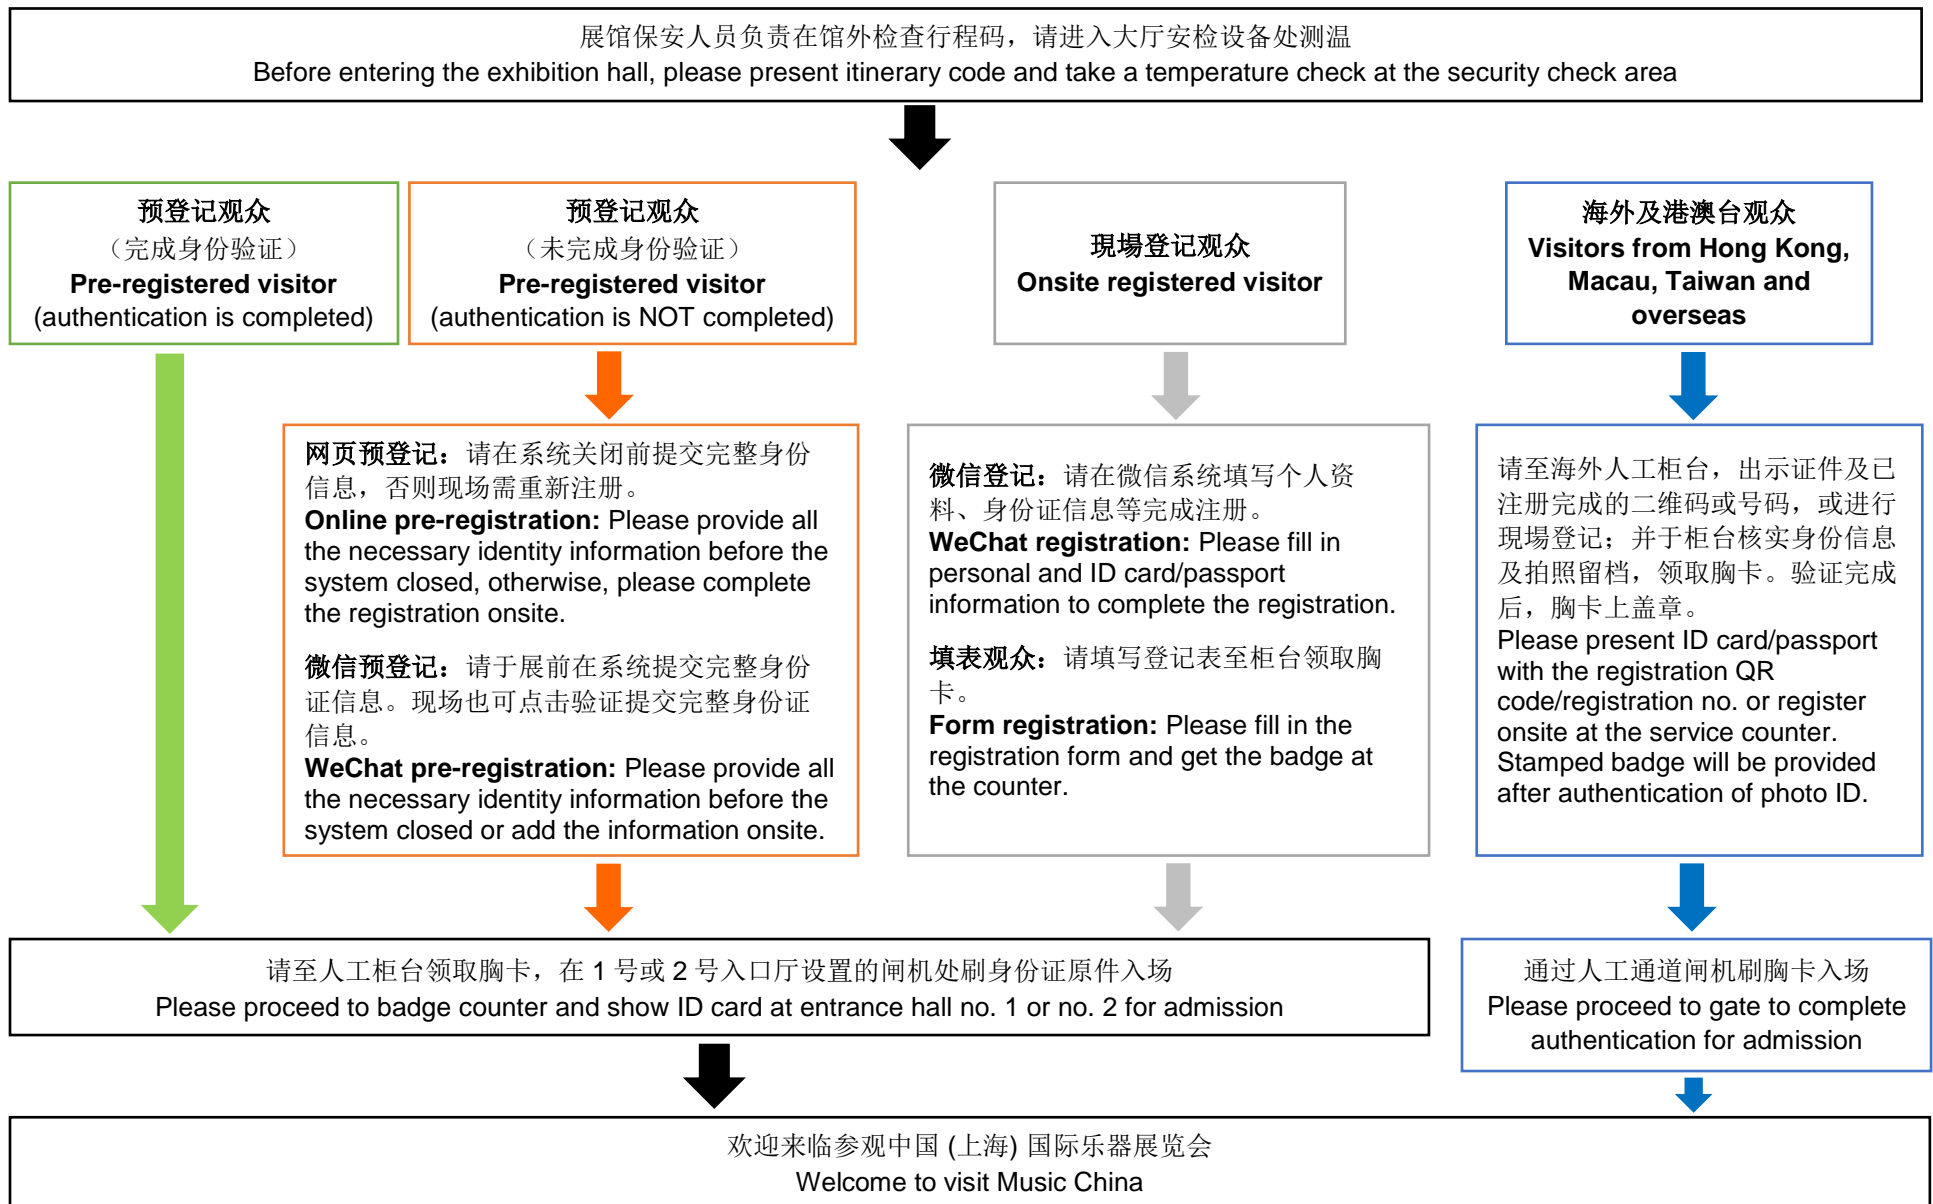 展馆保安人员负责在馆外检查行程码，请进入大厅安检设备处测温
Before entering the exhibition hall, please present itinerary code and take a temperature check at the security check area
预登记观众
（完成身份验证）
Pre-registered visitor
(authentication is completed)
预登记观众
（未完成身份验证）
Pre-registered visitor
(authentication is NOT completed)
現場登记观众
Onsite registered visitor
海外及港澳台观众
Visitors from Hong Kong,
Macau, Taiwan and
overseas
网页预登记：请在系统关闭前提交完整身份
信息，否则现场需重新注册。
Online pre-registration: Please provide all
the necessary identity information before the
system closed, otherwise, please complete
the registration onsite.
微信预登记：请于展前在系统提交完整身份
证信息。现场也可点击验证提交完整身份证
信息。
WeChat pre-registration: Please provide all
the necessary identity information before the
system closed or add the information onsite.
微信登记：请在微信系统填写个人资
料、身份证信息等完成注册。
WeChat registration: Please fill in
personal and ID card/passport
information to complete the registration.
填表观众：请填写登记表至柜台领取胸
卡。
Form registration: Please fill in the
registration form and get the badge at
the counter.
请至海外人工柜台，出示证件及已
注册完成的二维码或号码，或进行
現場登记；并于柜台核实身份信息
及拍照留档，领取胸卡。验证完成
后，胸卡上盖章。
Please present ID card/passport
with the registration QR
code/registration no. or register
onsite at the service counter.
Stamped badge will be provided
after authentication of photo ID.
请至人工柜台领取胸卡，在 1 号或 2 号入口厅设置的闸机处刷身份证原件入场
Please proceed to badge counter and show ID card at entrance hall no. 1 or no. 2 for admission
通过人工通道闸机刷胸卡入场
Please proceed to gate to complete
authentication for admission
欢迎来临参观中国 (上海) 国际乐器展览会
Welcome to visit Music China